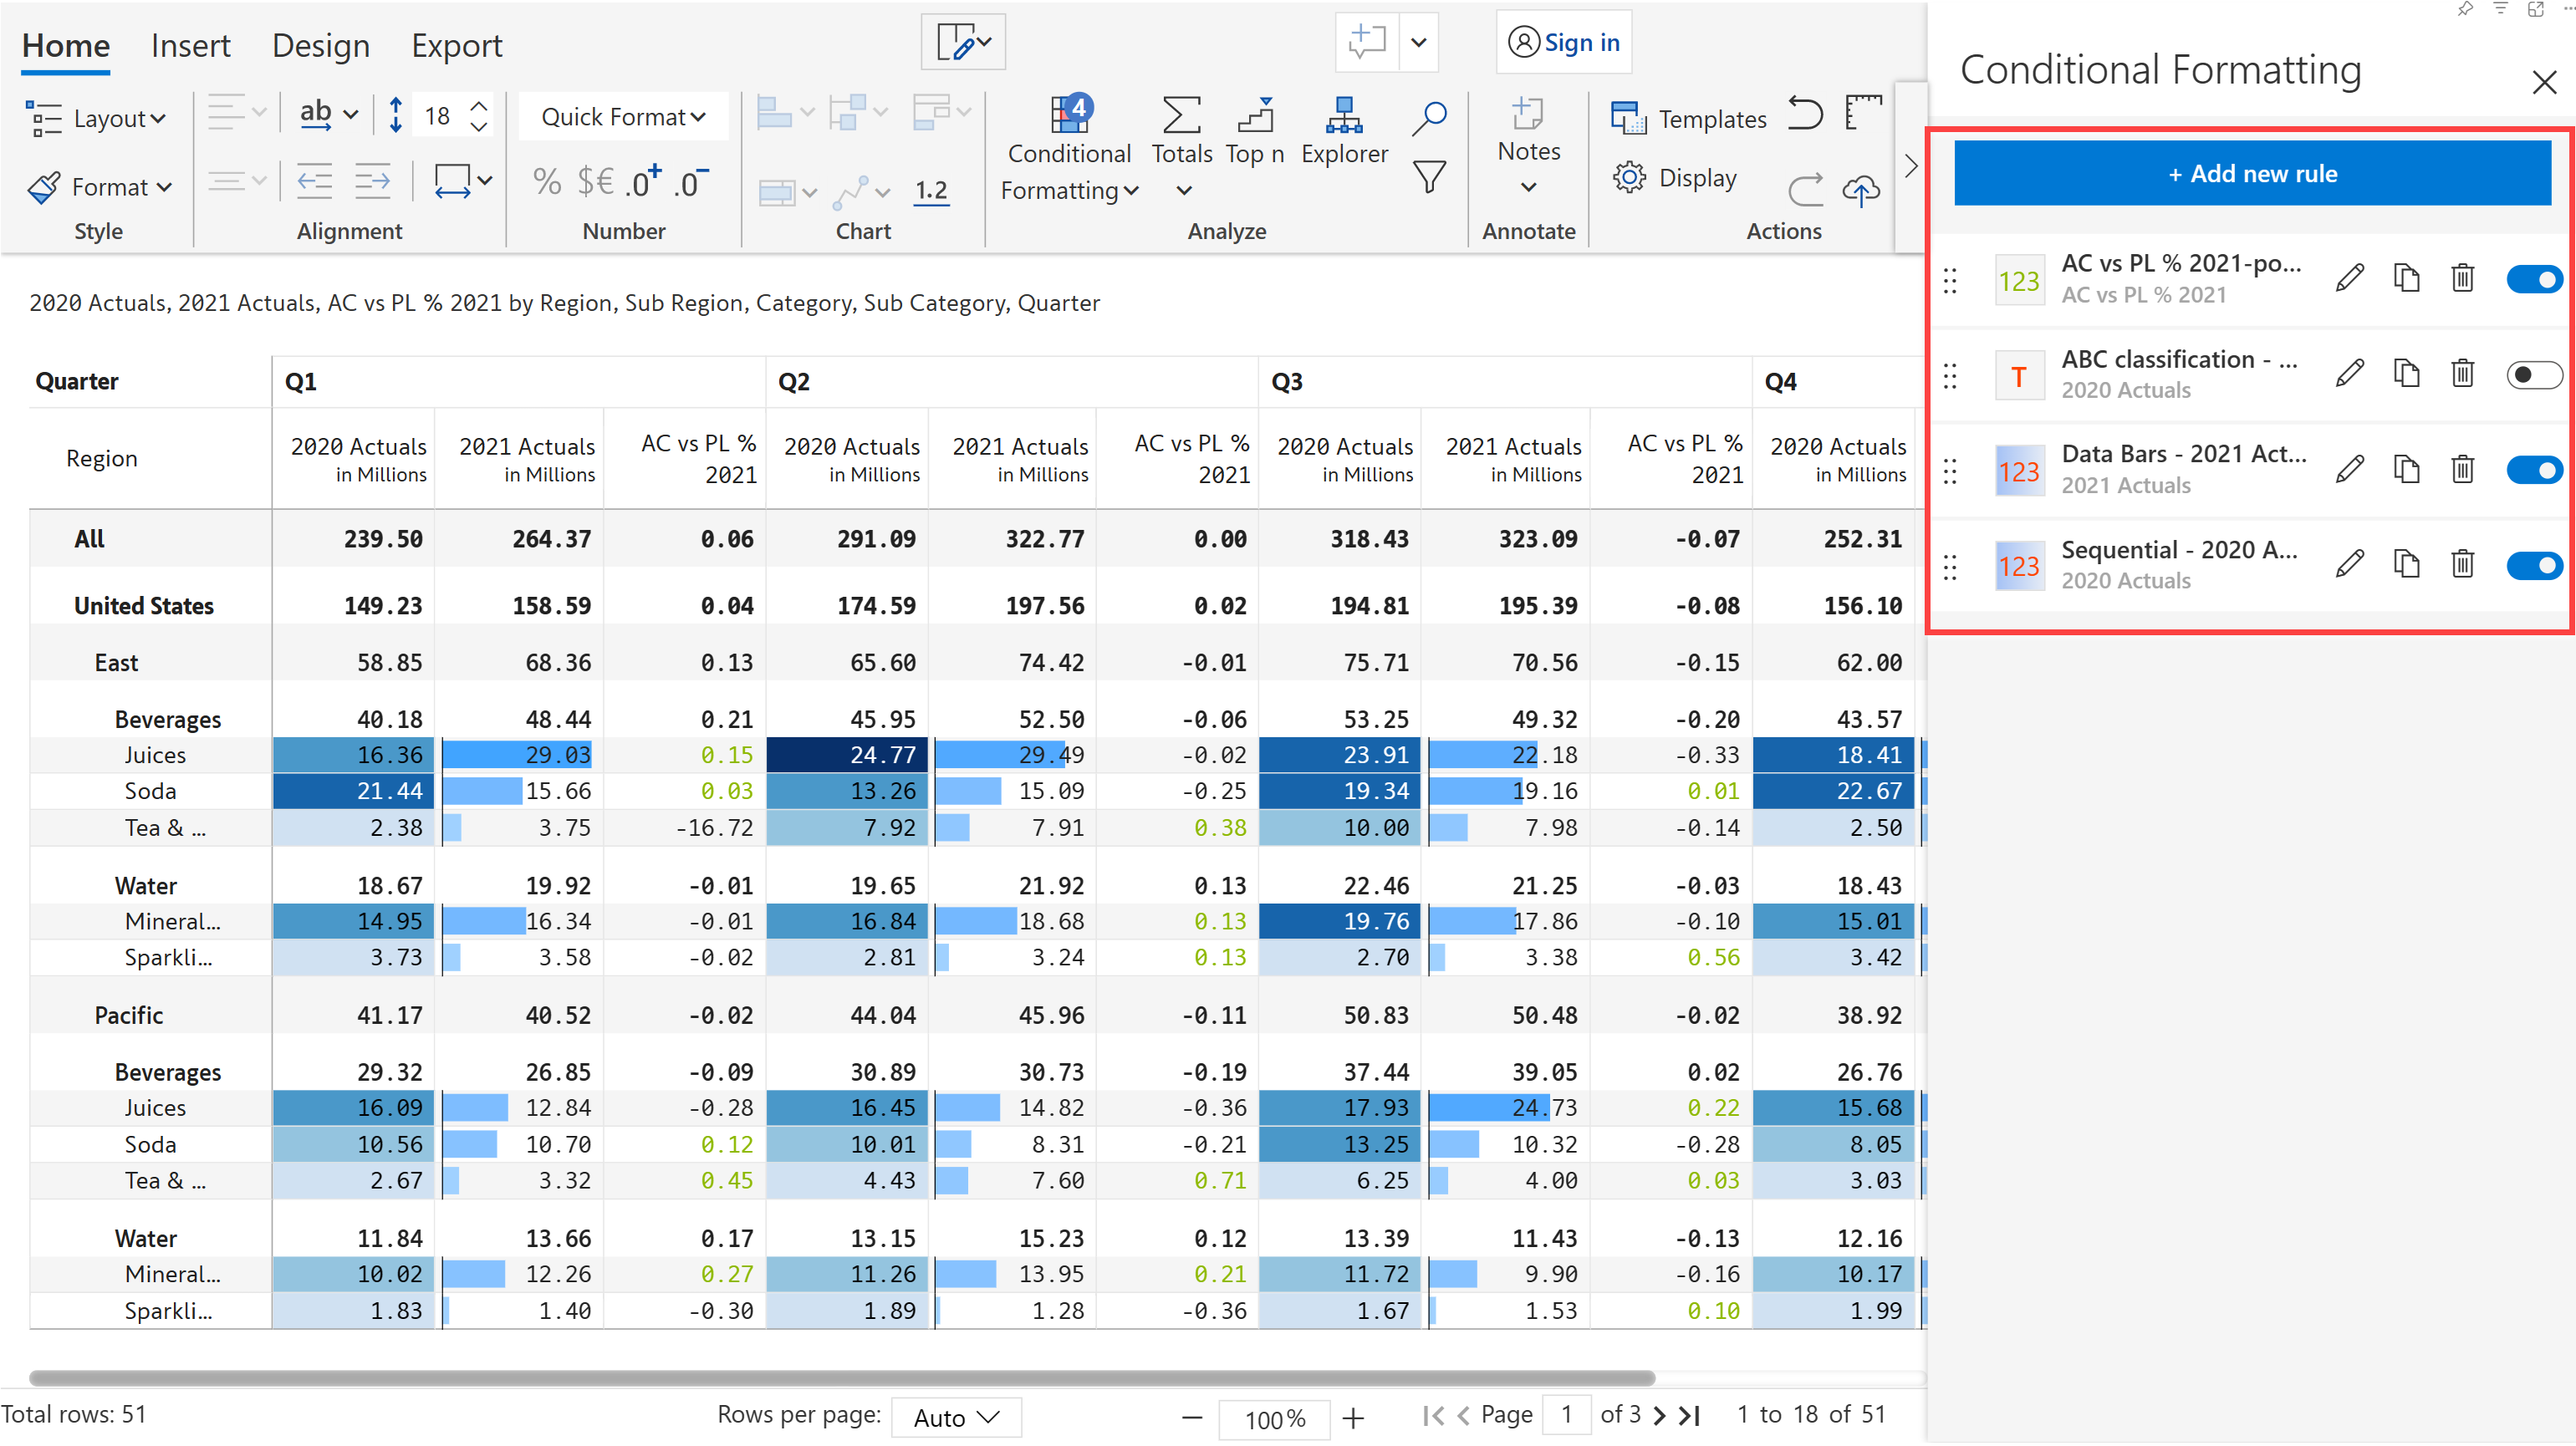 Home Insert Design Export Sign in
Layout ab 18 Quick Format 4 Conditional Formatting Totals Top n Explorer Notes Templates
Format % $€ .0+ .0- 1.2 Display
Style Alignment Number Chart Analyze Annotate Actions
2020 Actuals, 2021 Actuals, AC vs PL % 2021 by Region, Sub Region, Category, Sub Category, Quarter
Quarter Q1 Q2 Q3 Q4
Region 2020 Actuals in Millions 2021 Actuals in Millions AC vs PL % 2021 2020 Actuals in Millions 2021 Actuals in Millions AC vs PL % 2021 2020 Actuals in Millions 2021 Actuals in Millions AC vs PL % 2021 2020 Actuals in Millions
All 239.50 264.37 0.06 291.09 322.77 0.00 318.43 323.09 -0.07 252.31
United States 149.23 158.59 0.04 174.59 197.56 0.02 194.81 195.39 -0.08 156.10
East 58.85 68.36 0.13 65.60 74.42 -0.01 75.71 70.56 -0.15 62.00
Beverages 40.18 48.44 0.21 45.95 52.50 -0.06 53.25 49.32 -0.20 43.57
Juices 16.36 29.03 0.15 24.77 29.49 -0.02 23.91 22.18 -0.33 18.41
Soda 21.44 15.66 0.03 13.26 15.09 -0.25 19.34 19.16 0.01 22.67
Tea & ... 2.38 3.75 -16.72 7.92 7.91 0.38 10.00 7.98 -0.14 2.50
Water 18.67 19.92 -0.01 19.65 21.92 0.13 22.46 21.25 -0.03 18.43
Mineral... 14.95 16.34 -0.01 16.84 18.68 0.13 19.76 17.86 -0.10 15.01
Sparkli... 3.73 3.58 -0.02 2.81 3.24 0.13 2.70 3.38 0.56 3.42
Pacific 41.17 40.52 -0.02 44.04 45.96 -0.11 50.83 50.48 -0.02 38.92
Beverages 29.32 26.85 -0.09 30.89 30.73 -0.19 37.44 39.05 0.02 26.76
Juices 16.09 12.84 -0.28 16.45 14.82 -0.36 17.93 24.73 0.22 15.68
Soda 10.56 10.70 0.12 10.01 8.31 -0.21 13.25 10.32 -0.28 8.05
Tea & ... 2.67 3.32 0.45 4.43 7.60 0.71 6.25 4.00 0.03 3.03
Water 11.84 13.66 0.17 13.15 15.23 0.12 13.39 11.43 -0.13 12.16
Mineral... 10.02 12.26 0.27 11.26 13.95 0.21 11.72 9.90 -0.16 10.17
Sparkli... 1.83 1.40 -0.30 1.89 1.28 -0.36 1.67 1.53 0.10 1.99
Total rows: 51 Rows per page: Auto 100% Page 1 of 3 1 to 18 of 51
Conditional Formatting
+ Add new rule
123 AC vs PL % 2021-po...
AC vs PL % 2021
T ABC classification - ...
2020 Actuals
123 Data Bars - 2021 Act...
2021 Actuals
123 Sequential - 2020 A...
2020 Actuals